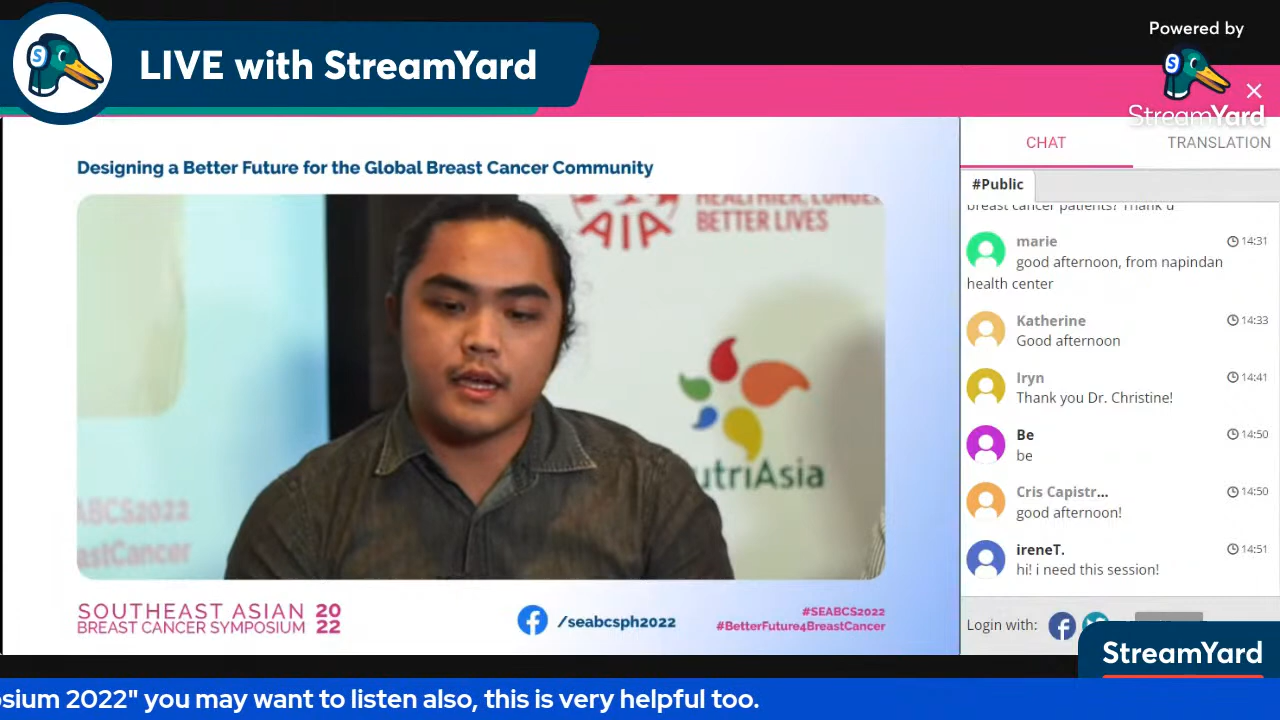 LIVE with StreamYard
Powered by
StreamYard
Designing a Better Future for the Global Breast Cancer Community
HEALTHIER, LONGER
BETTER LIVES
AIA
utriAsia
ABCS2022
astCancer
SOUTHEAST ASIAN 20
BREAST CANCER SYMPOSIUM 22
/seabcsph2022
#SEABCS2022
#BetterFuture4BreastCancer
CHAT
TRANSLATION
#Public
breast cancer patients? Thank u
marie 14:31
good afternoon, from napindan
health center
Katherine 14:33
Good afternoon
Iryn 14:41
Thank you Dr. Christine!
Be 14:50
be
Cris Capistr... 14:50
good afternoon!
ireneT. 14:51
hi! i need this session!
Login with:
StreamYard
osium 2022" you may want to listen also, this is very helpful too.